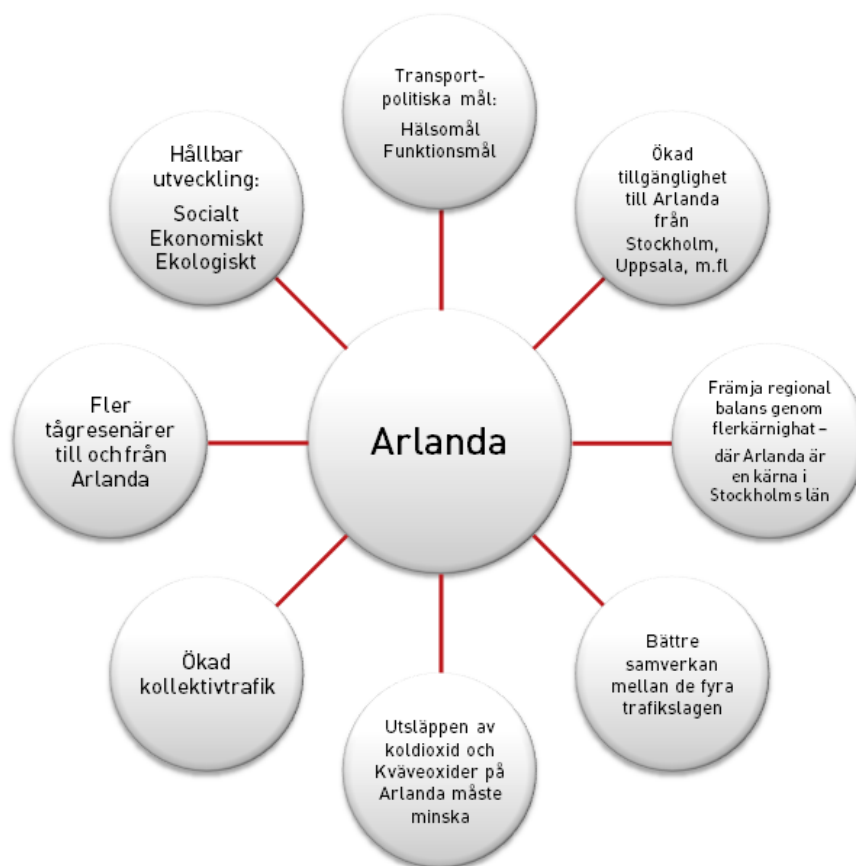 Transport-
politiska mål:
Hälsomål
Funktionsmål
Ökad
tillgänglighet
till Arlanda
från
Stockholm,
Uppsala, m.fl
Främja regional
balans genom
flerkärnighat –
där Arlanda är
en kärna i
Stockholms län
Bättre
samverkan
mellan de fyra
trafikslagen
Utsläppen av
koldioxid och
Kväveoxider på
Arlanda måste
minska
Ökad
kollektivtrafik
Fler
tågresenärer
till och från
Arlanda
Hållbar
utveckling:
Socialt
Ekonomiskt
Ekologiskt
Arlanda